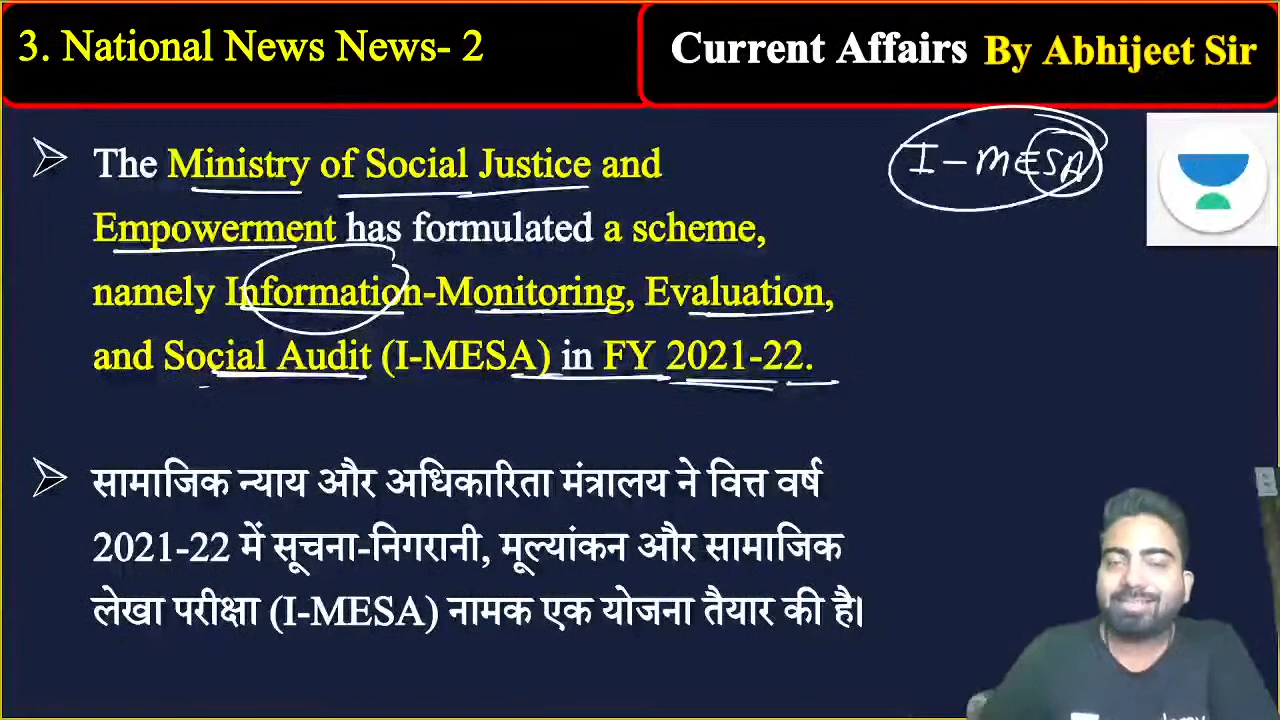 3. National News News- 2
Current Affairs By Abhijeet Sir
I-MESA
➢ The Ministry of Social Justice and
Empowerment has formulated a scheme,
namely Information-Monitoring, Evaluation,
and Social Audit (I-MESA) in FY 2021-22.
➢ सामाजिक न्याय और अधिकारिता मंत्रालय ने वित्त वर्ष
2021-22 में सूचना-निगरानी, मूल्यांकन और सामाजिक
लेखा परीक्षा (I-MESA) नामक एक योजना तैयार की है।